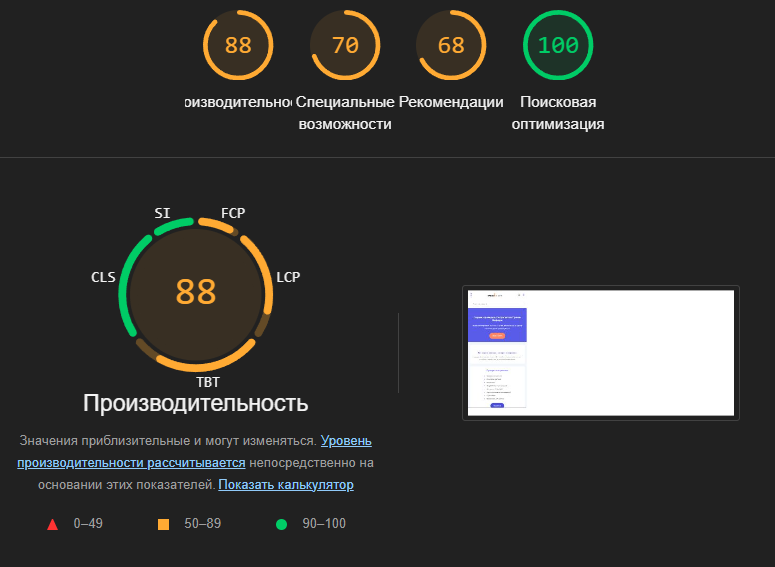 88
70
68
100
оизводительнос
Специальные
возможности
Рекомендации
Поисковая
оптимизация
SI
FCP
CLS
LCP
88
TBT
Производительность
Значения приблизительные и могут изменяться. Уровень
производительности рассчитывается непосредственно на
основании этих показателей. Показать калькулятор
0–49
50–89
90–100